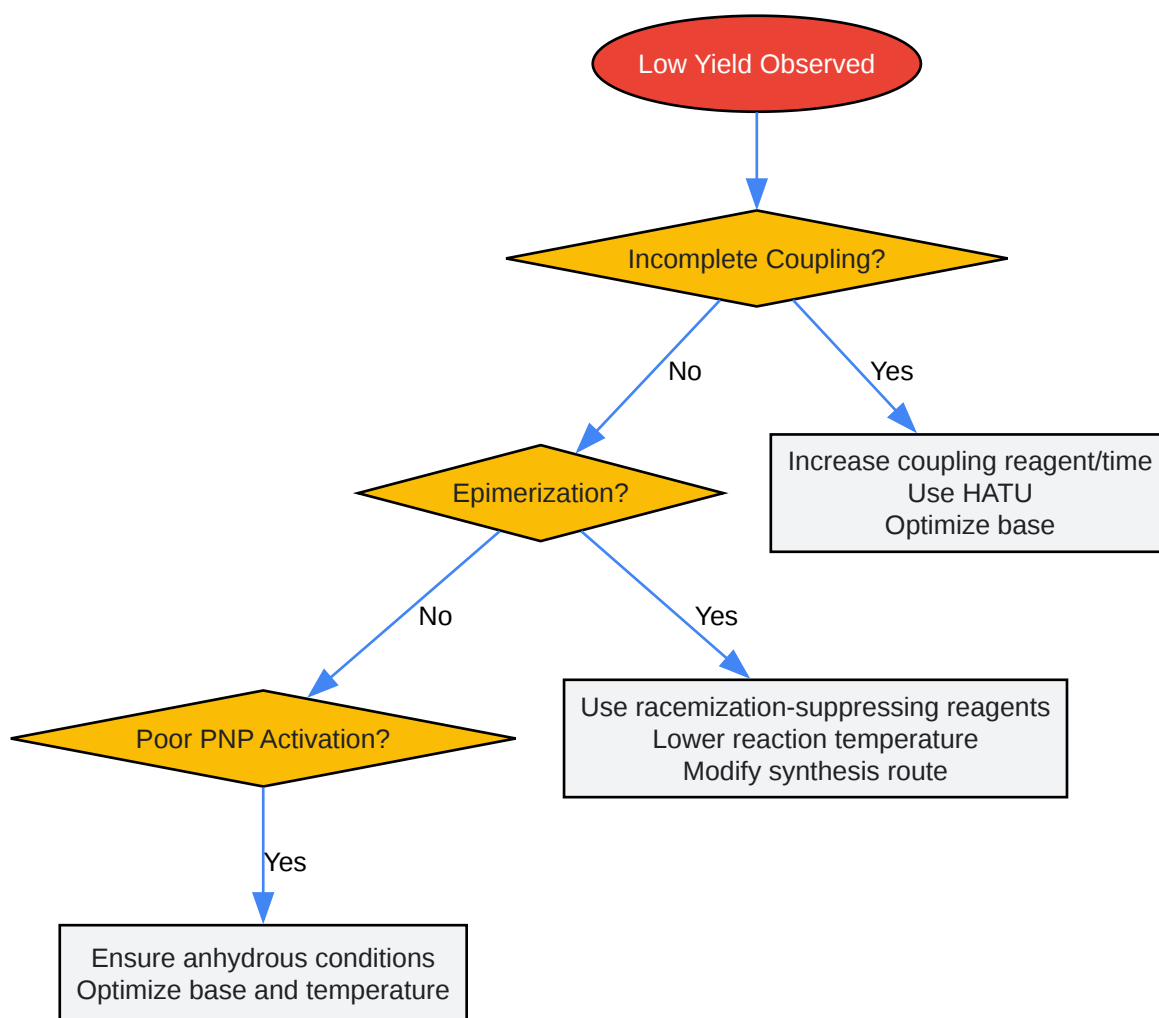 Low Yield Observed
Incomplete Coupling?
No
Yes
Increase coupling reagent/time
Use HATU
Optimize base
Epimerization?
No
Yes
Use racemization-suppressing reagents
Lower reaction temperature
Modify synthesis route
Poor PNP Activation?
Yes
Ensure anhydrous conditions
Optimize base and temperature